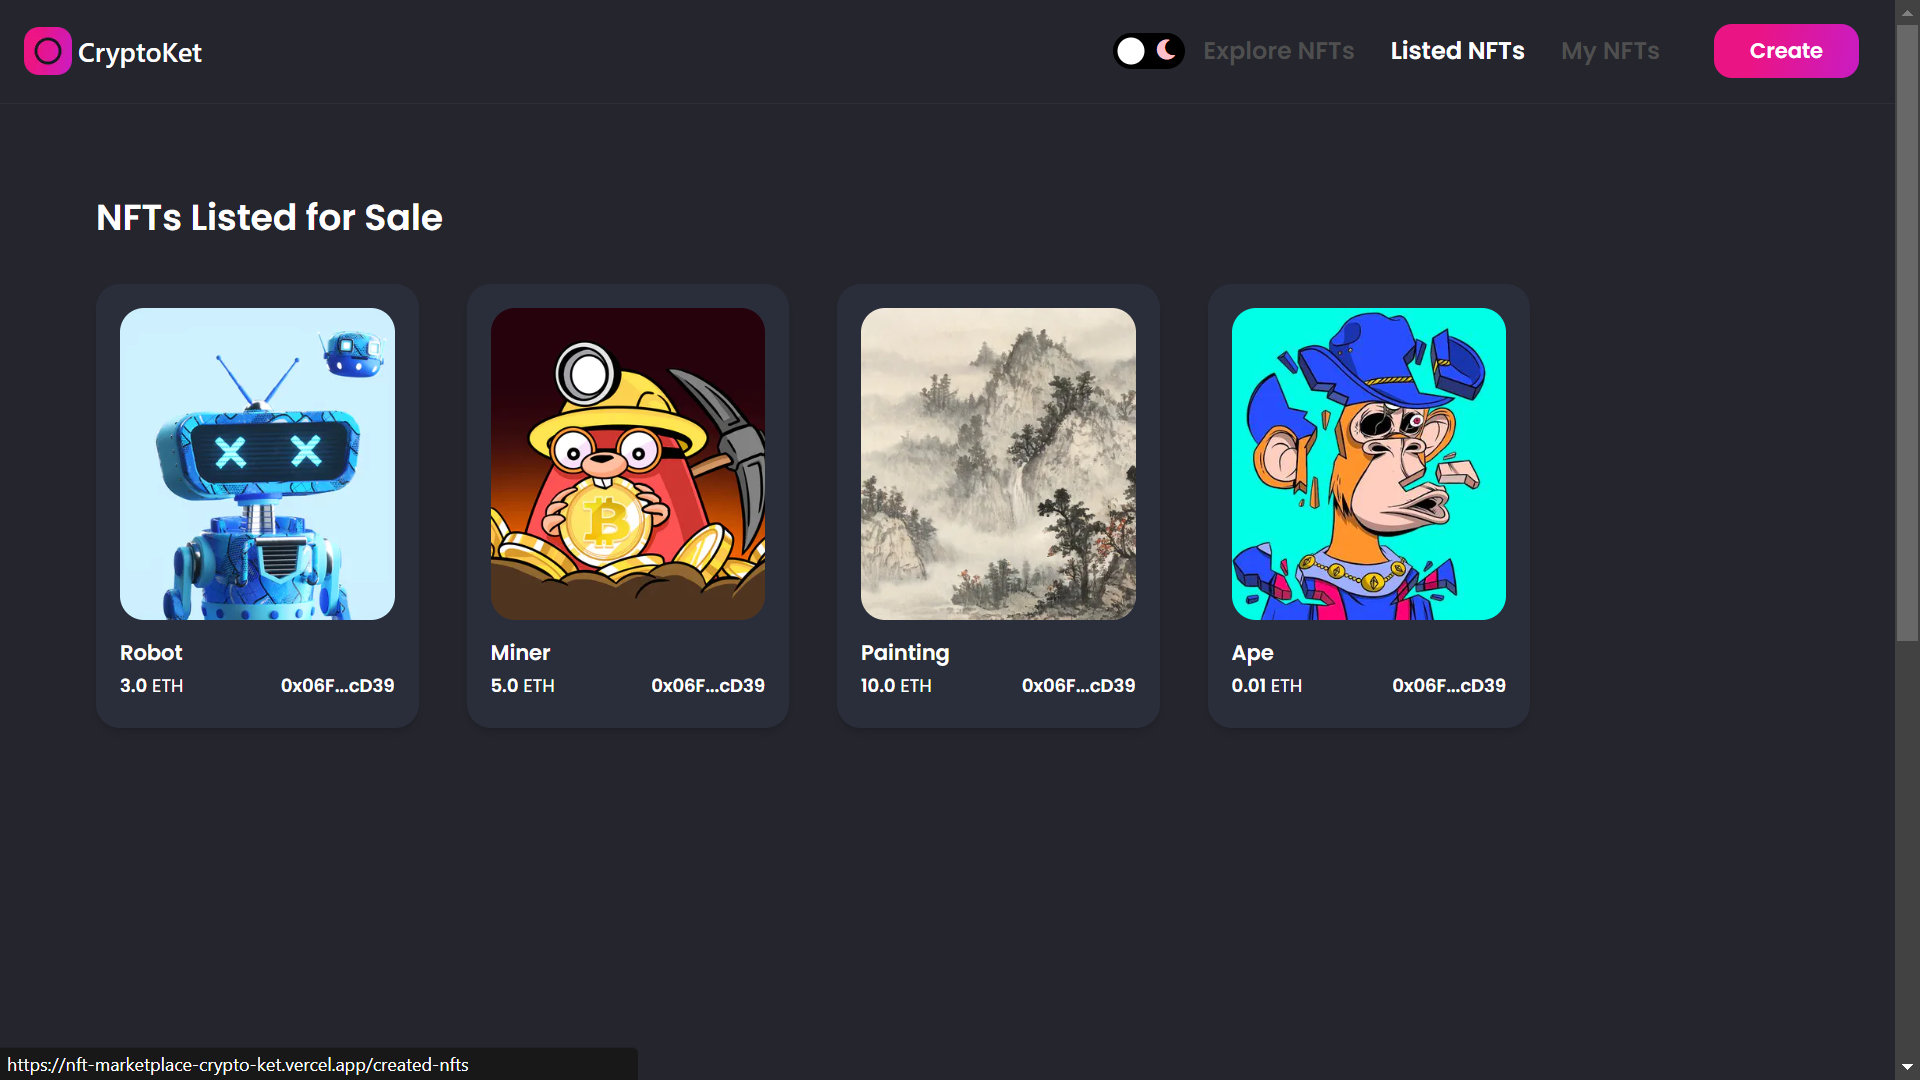 CryptoKet
Explore NFTs
Listed NFTs
My NFTs
Create
NFTs Listed for Sale
Robot
3.0 ETH
0x06F...cD39
Miner
5.0 ETH
0x06F...cD39
Painting
10.0 ETH
0x06F...cD39
Ape
0.01 ETH
0x06F...cD39
https://nft-marketplace-crypto-ket.vercel.app/created-nfts